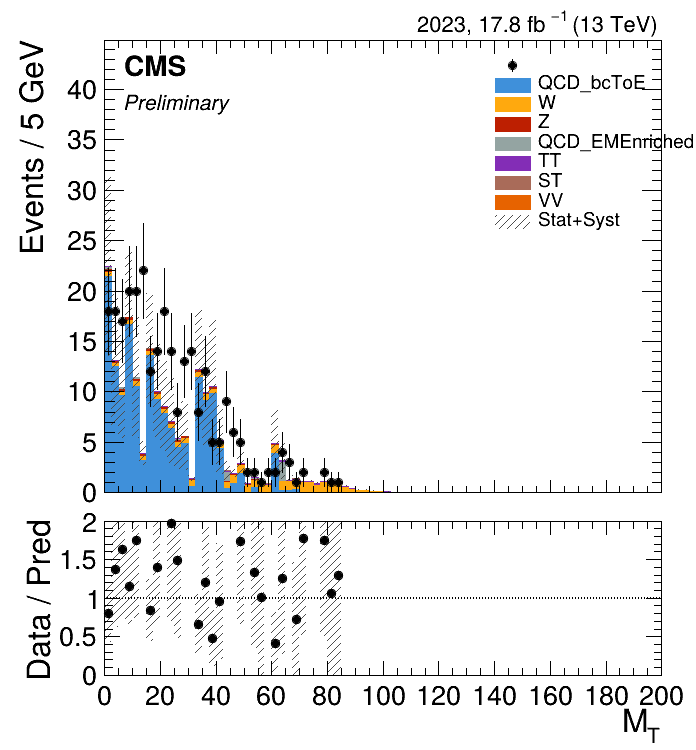 2023, 17.8 fb⁻¹ (13 TeV)
CMS
Preliminary
QCD_bcToE
W
Z
QCD_EMEnriched
TT
ST
VV
Stat+Syst
Events / 5 GeV
40
35
30
25
20
15
10
5
0
Data / Pred
2
1.5
1
0.5
0
0 20 40 60 80 100 120 140 160 180 200
M_T